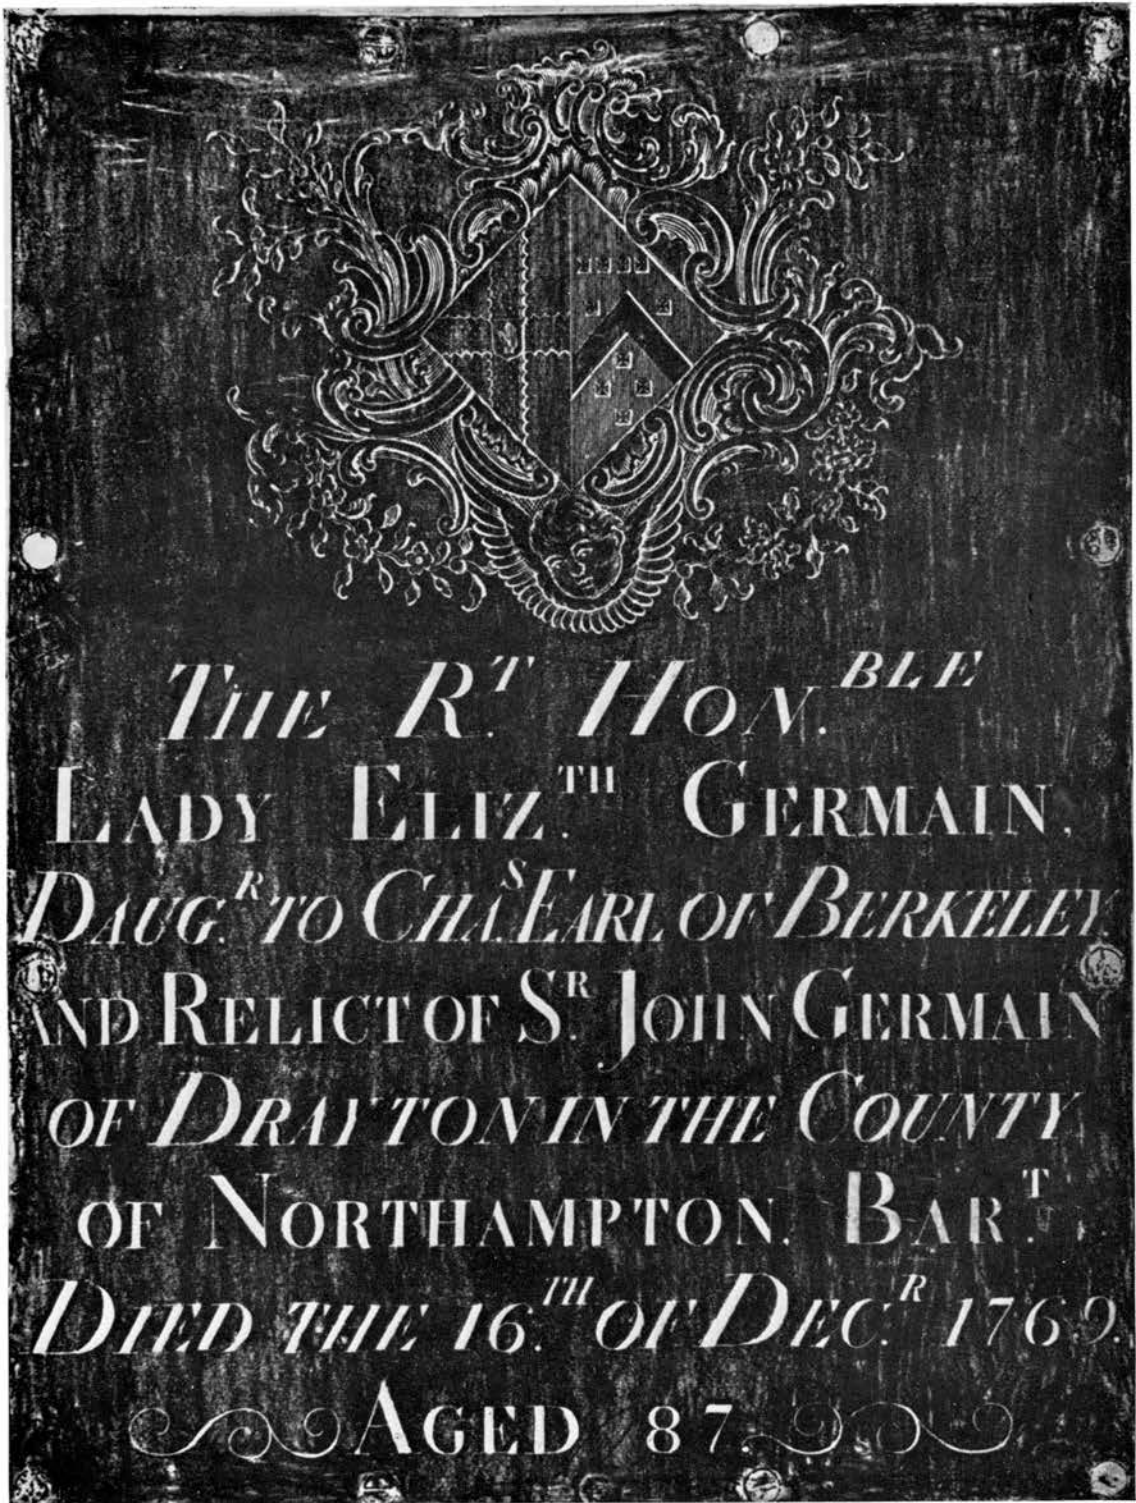 THE R.T HON.BLE
LADY ELIZ.TH GERMAIN.
DAUG.R TO CHA.S EARL OF BERKELEY.
AND RELICT OF S.R JOHN GERMAIN
OF DRAYTON IN THE COUNTY
OF NORTHAMPTON. BAR.T
DIED THE 16.TH OF DEC.R 1769.
AGED 87.